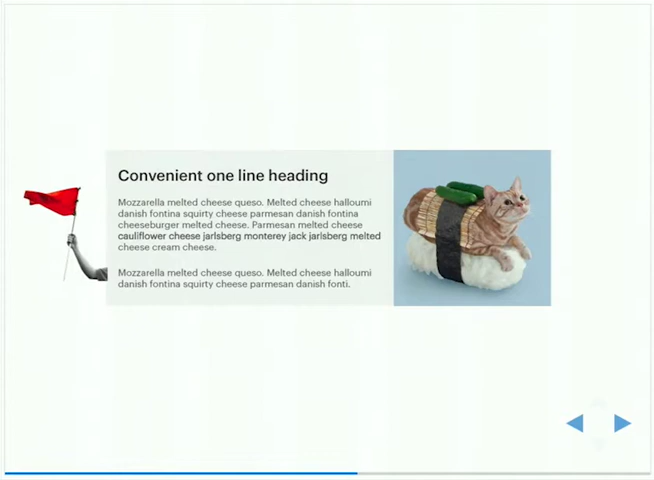 Convenient one line heading
Mozzarella melted cheese queso. Melted cheese halloumi
danish fontina squirty cheese parmesan danish fontina
cheeseburger melted cheese. Parmesan melted cheese
cauliflower cheese jarlsberg monterey jack jarlsberg melted
cheese cream cheese.
Mozzarella melted cheese queso. Melted cheese halloumi
danish fontina squirty cheese parmesan danish fonti.